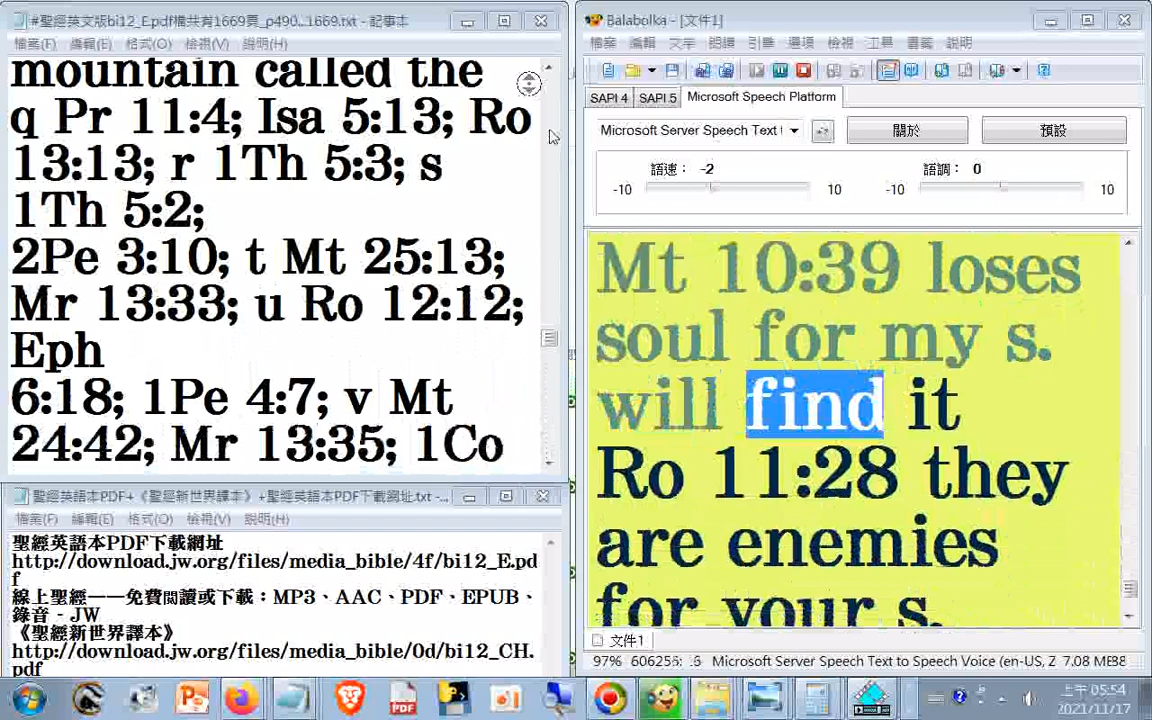 #聖經英文版bi12_E.pdf檔共有1669頁_p490...1669.txt - 記事本
檔案(F) 編輯(E) 格式(O) 檢視(V) 說明(H)
mountain called the
q Pr 11:4; Isa 5:13; Ro
13:13; r 1Th 5:3; s
1Th 5:2;
2Pe 3:10; t Mt 25:13;
Mr 13:33; u Ro 12:12;
Eph
6:18; 1Pe 4:7; v Mt
24:42; Mr 13:35; 1Co
聖經英語本PDF+《聖經新世界譯本》+聖經英語本PDF下載網址.txt -...
檔案(F) 編輯(E) 格式(O) 檢視(V) 說明(H)
聖經英語本PDF下載網址
http://download.jw.org/files/media_bible/4f/bi12_E.pd
f
線上聖經——免費閱讀或下載：MP3、AAC、PDF、EPUB、
錄音 - JW
《聖經新世界譯本》
http://download.jw.org/files/media_bible/0d/bi12_CH.
pdf
Balabolka - [文件1]
檔案 編輯 文字 朗讀 引擎 選項 檢視 工具 書籤 說明
SAPI 4 SAPI 5 Microsoft Speech Platform
Microsoft Server Speech Text
關於 預設
語速： -2 語調： 0
-10 10 -10 10
Mt 10:39 loses
soul for my s.
will find it
Ro 11:28 they
are enemies
for your s.
文件1
97% Microsoft Server Speech Text to Speech Voice (en-US, Z
上午 05:54
2021/11/17